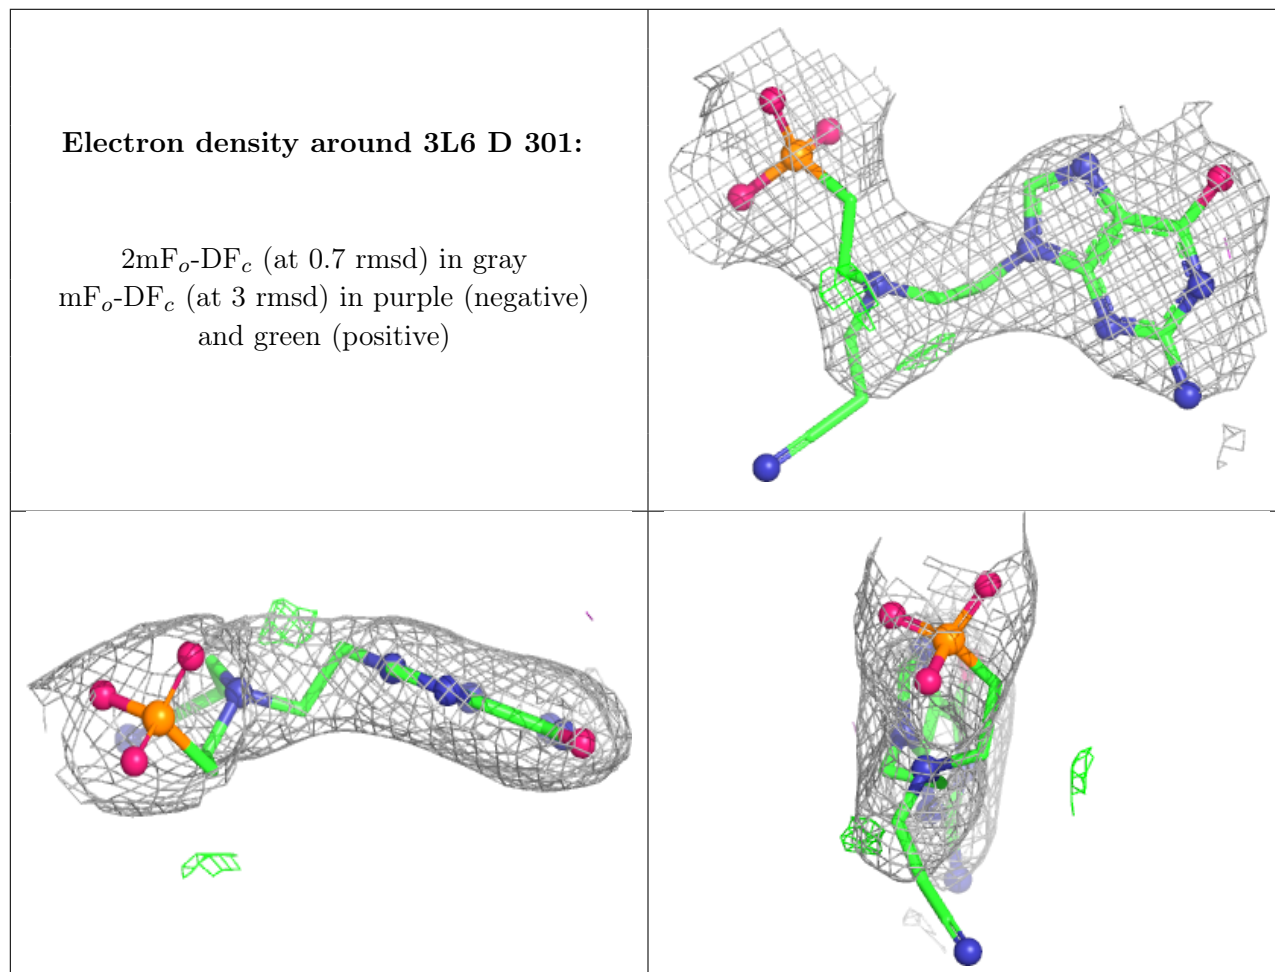 Electron density around 3L6 D 301:
2mFo-DFc (at 0.7 rmsd) in gray
mFo-DFc (at 3 rmsd) in purple (negative)
and green (positive)